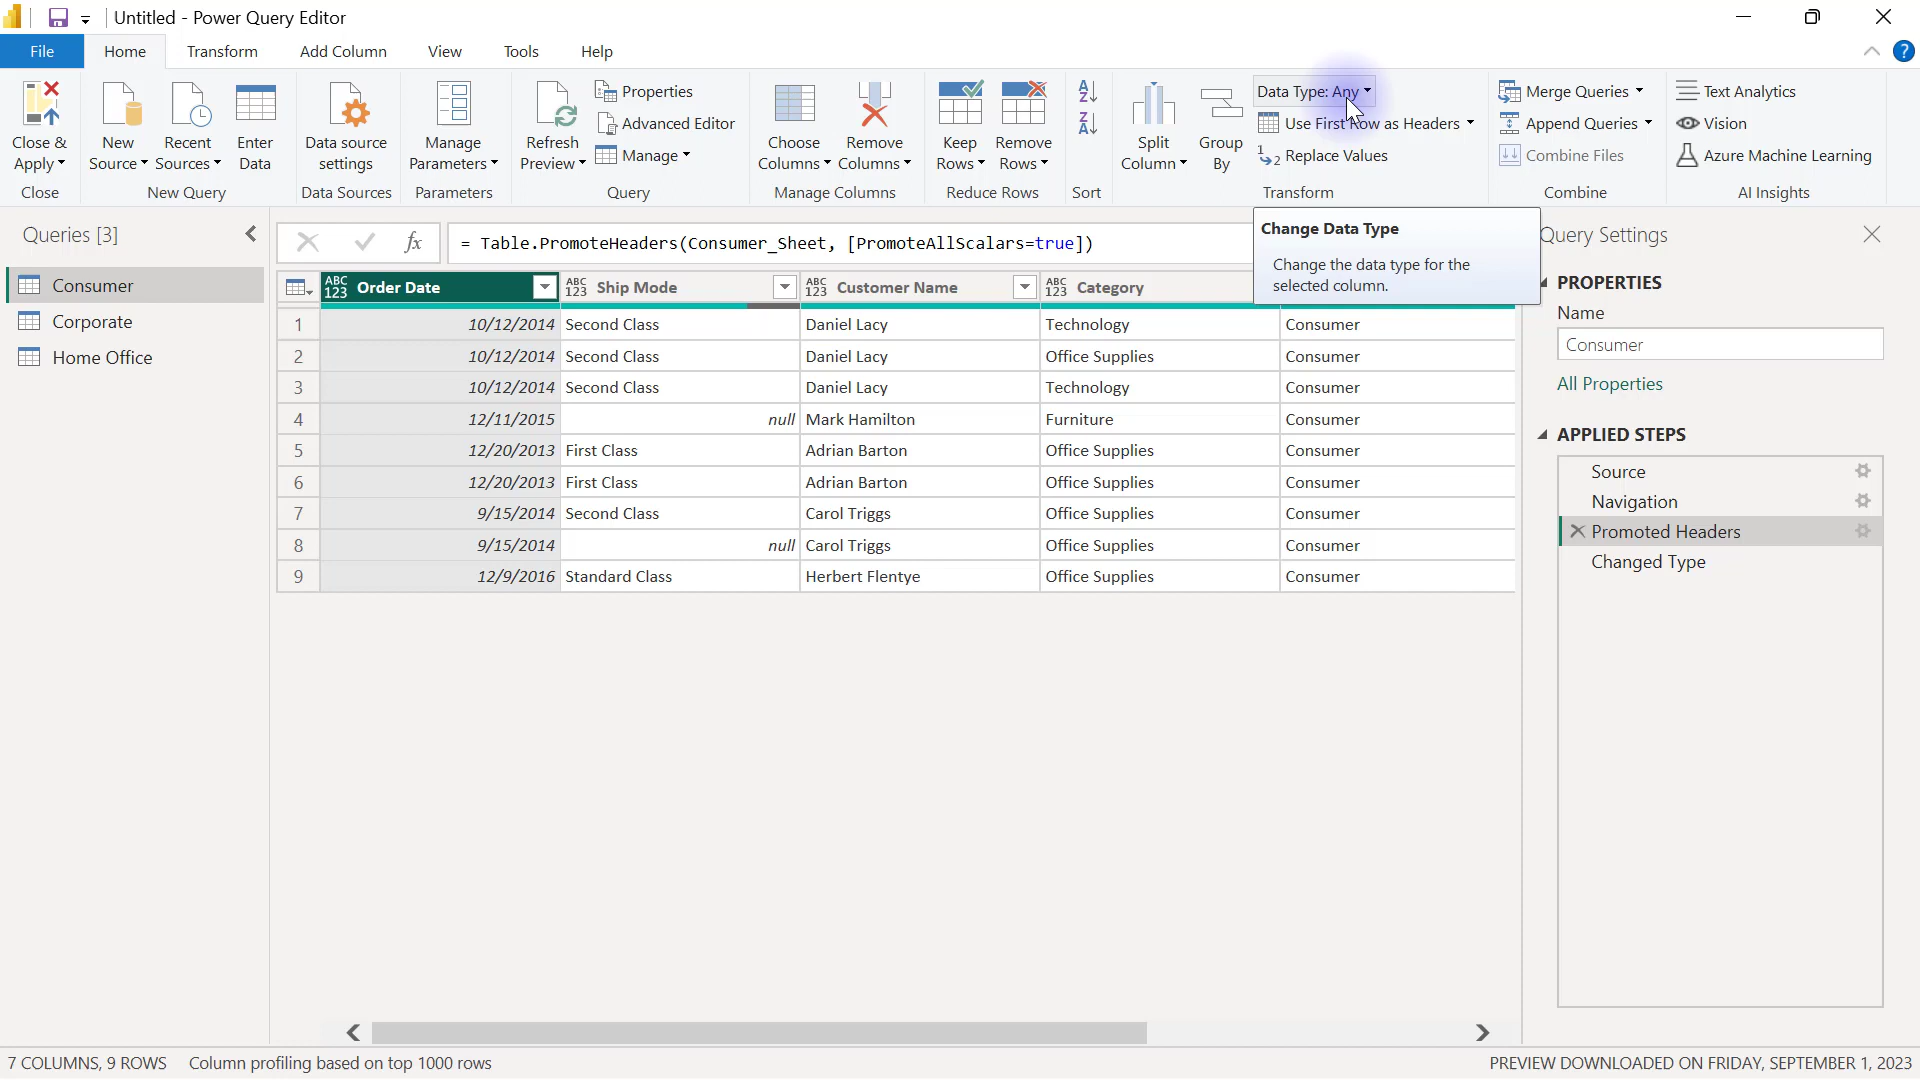 Untitled - Power Query Editor
File Home Transform Add Column View Tools Help
Close & Apply
Close
New Source
Recent Sources
Enter Data
New Query
Data source settings
Data Sources
Manage Parameters
Parameters
Refresh Preview
Properties
Advanced Editor
Manage
Query
Choose Columns
Remove Columns
Manage Columns
Keep Rows
Remove Rows
Reduce Rows
A
Z
Z
A
Sort
Split Column
Group By
Data Type: Any
Use First Row as Headers
1 2 Replace Values
Transform
Merge Queries
Append Queries
Combine Files
Combine
Text Analytics
Vision
Azure Machine Learning
AI Insights
?
Queries [3]
Consumer
Corporate
Home Office
fx = Table.PromoteHeaders(Consumer_Sheet, [PromoteAllScalars=true])
Change Data Type
Change the data type for the
selected column.
ABC 123 Order Date ABC 123 Ship Mode ABC 123 Customer Name ABC 123 Category
1 10/12/2014 Second Class Daniel Lacy Technology Consumer
2 10/12/2014 Second Class Daniel Lacy Office Supplies Consumer
3 10/12/2014 Second Class Daniel Lacy Technology Consumer
4 12/11/2015 null Mark Hamilton Furniture Consumer
5 12/20/2013 First Class Adrian Barton Office Supplies Consumer
6 12/20/2013 First Class Adrian Barton Office Supplies Consumer
7 9/15/2014 Second Class Carol Triggs Office Supplies Consumer
8 9/15/2014 null Carol Triggs Office Supplies Consumer
9 12/9/2016 Standard Class Herbert Flentye Office Supplies Consumer
Query Settings
PROPERTIES
Name
Consumer
All Properties
APPLIED STEPS
Source
Navigation
Promoted Headers
Changed Type
7 COLUMNS, 9 ROWS Column profiling based on top 1000 rows
PREVIEW DOWNLOADED ON FRIDAY, SEPTEMBER 1, 2023